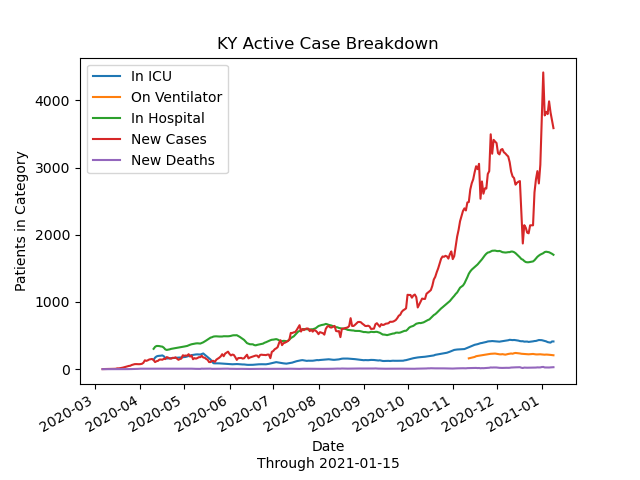 KY Active Case Breakdown
In ICU
On Ventilator
In Hospital
New Cases
New Deaths
Patients in Category
4000
3000
2000
1000
0
2020-03
2020-04
2020-05
2020-06
2020-07
2020-08
2020-09
2020-10
2020-11
2020-12
2021-01
Date
Through 2021-01-15